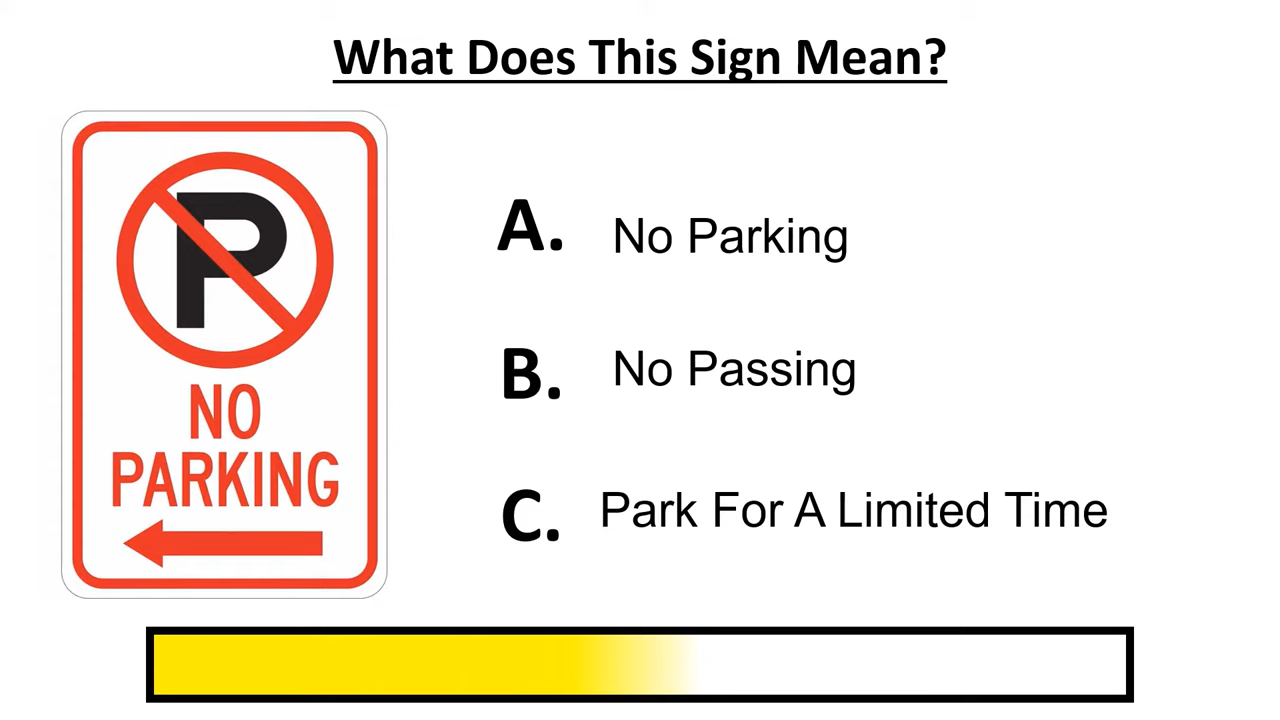 What Does This Sign Mean?
P
NO
PARKING
A. No Parking
B. No Passing
C. Park For A Limited Time